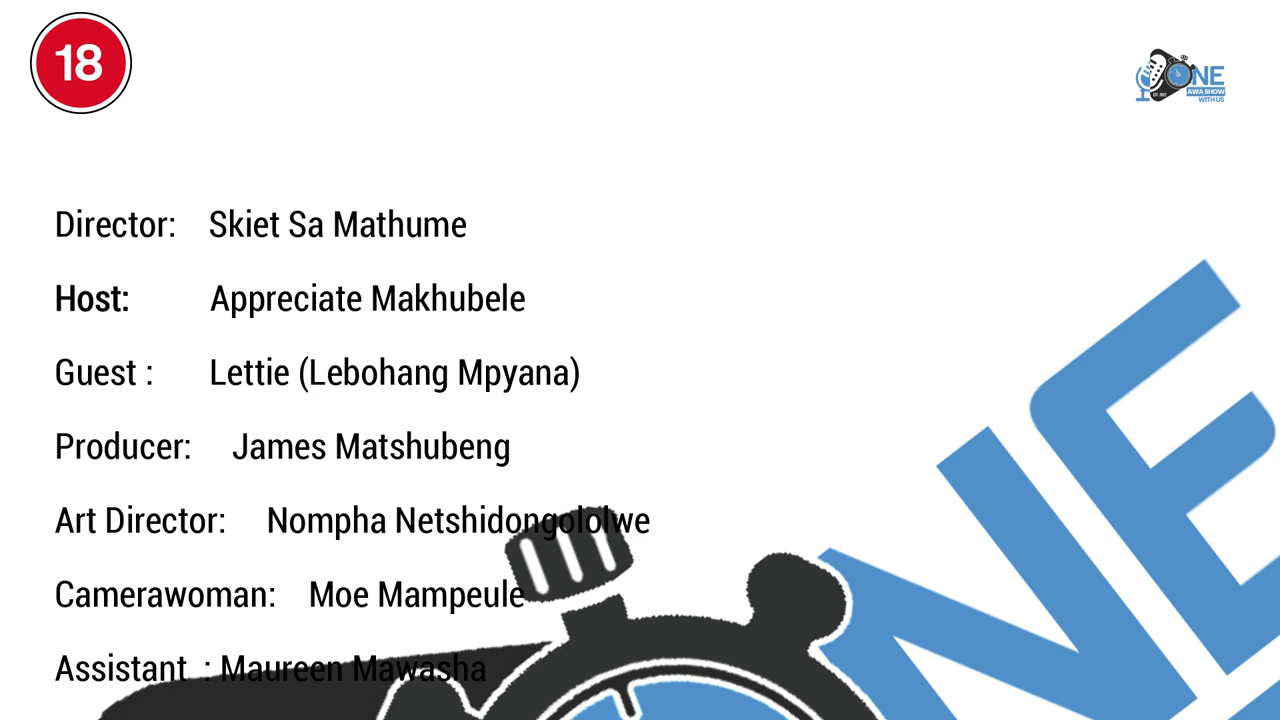 18
ONE
AWA SHOW
WITH US
Director: Skiet Sa Mathume
Host: Appreciate Makhubele
Guest : Lettie (Lebohang Mpyana)
Producer: James Matshubeng
Art Director: Nompha Netshidongololwe
Camerawoman: Moe Mampeule
Assistant : Maureen Mawasha
NE